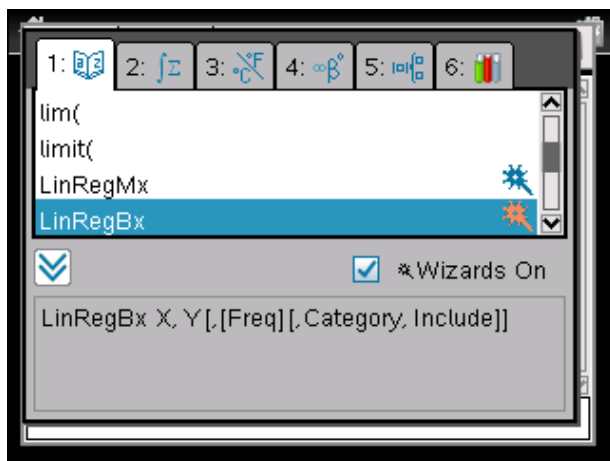 1: 2: ∫Σ 3: °C°F 4: ∞β° 5: 6:
lim(
limit(
LinRegMx
LinRegBx
Wizards On
LinRegBx X, Y[,[Freq][,Category, Include]]